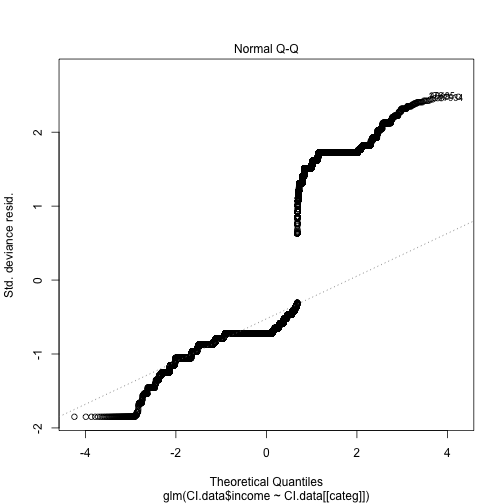 Normal Q-Q
Std. deviance resid.
2
1
0
-1
-2
-4
-2
0
2
4
Theoretical Quantiles
glm(CI.data$income ~ CI.data[[categ]])